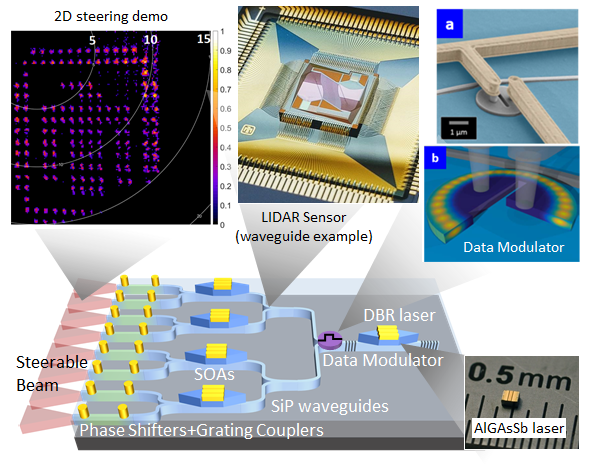 2D steering demo
5
10
15
1
0.9
0.8
0.7
0.6
0.5
0.4
0.3
0.2
0.1
0
LIDAR Sensor
(waveguide example)
a
1 µm
b
Data Modulator
DBR laser
Data Modulator
Steerable
Beam
SOAs
SiP waveguides
Phase Shifters+Grating Couplers
0.5mm
AlGAsSb laser